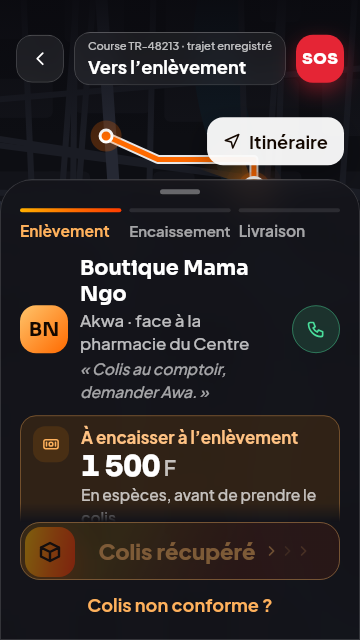 Course TR-48213 · trajet enregistré
Vers l’enlèvement
SOS
Itinéraire
Enlèvement Encaissement Livraison
Boutique Mama
Ngo
BN
Akwa · face à la
pharmacie du Centre
« Colis au comptoir,
demander Awa. »
À encaisser à l’enlèvement
1 500 F
En espèces, avant de prendre le
colis
Colis récupéré
Colis non conforme ?